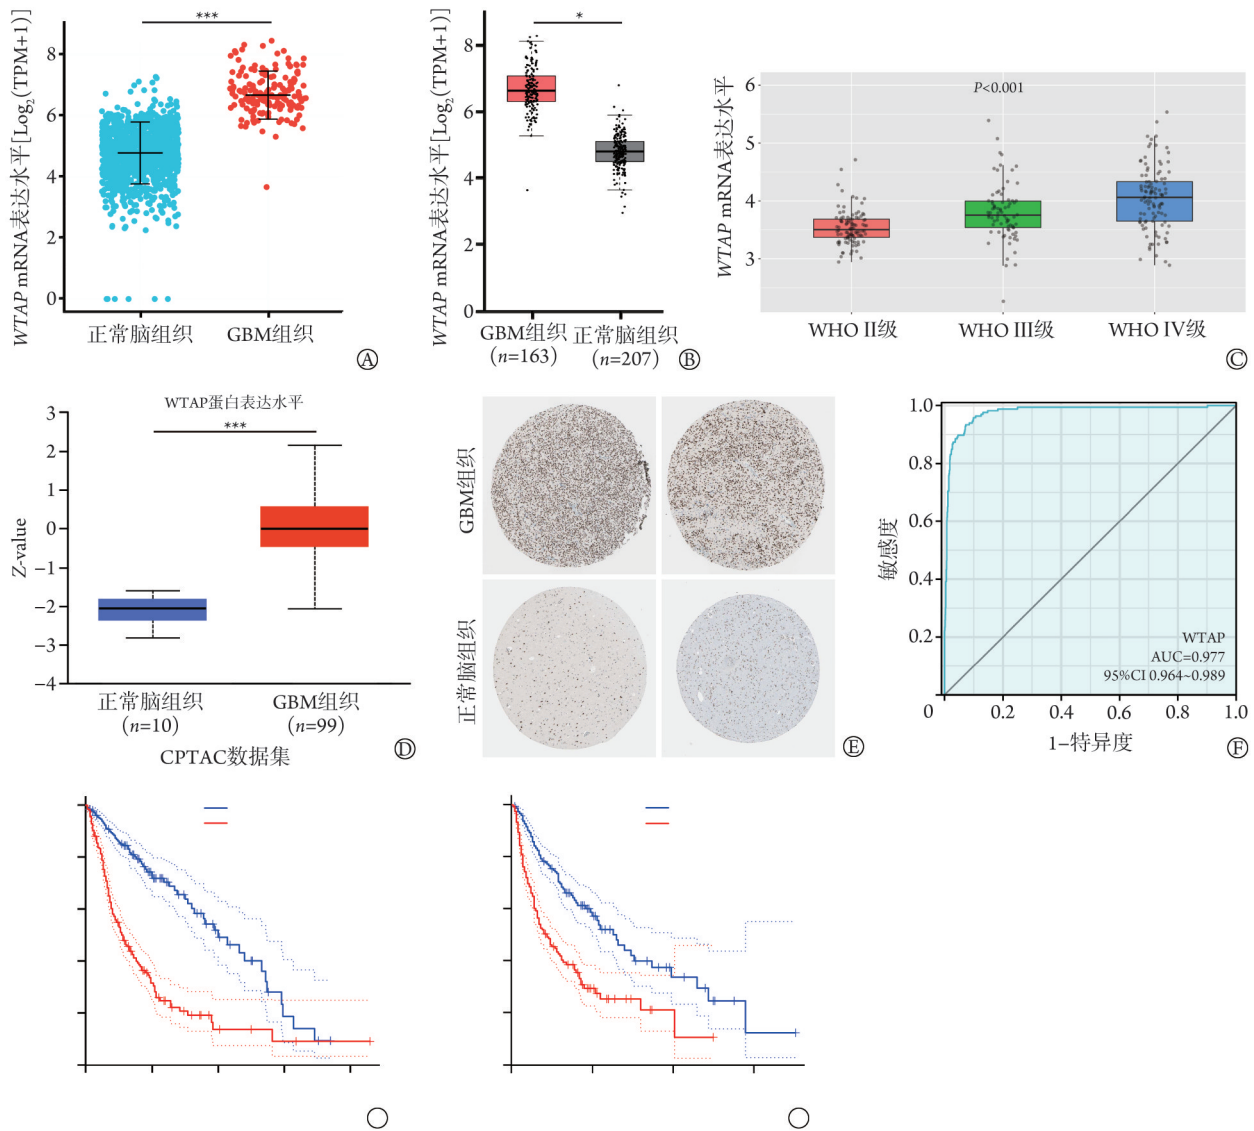 WTAP mRNA表达水平[Log2(TPM+1)]
***
8
6
4
2
0
正常脑组织
GBM组织
Ⓐ
WTAP mRNA表达水平[Log2(TPM+1)]
*
8
6
4
2
0
GBM组织
(n=163)
正常脑组织
(n=207)
Ⓑ
WTAP mRNA表达水平
P<0.001
6
5
4
3
WHO II级
WHO III级
WHO IV级
Ⓒ
WTAP蛋白表达水平
***
Z-value
3
2
1
0
−1
−2
−3
−4
正常脑组织
(n=10)
GBM组织
(n=99)
CPTAC数据集
Ⓓ
GBM组织
正常脑组织
Ⓔ
敏感度
1.0
0.8
0.6
0.4
0.2
0
0.2
0.4
0.6
0.8
1.0
WTAP
AUC=0.977
95%CI 0.964~0.989
1−特异度
Ⓕ